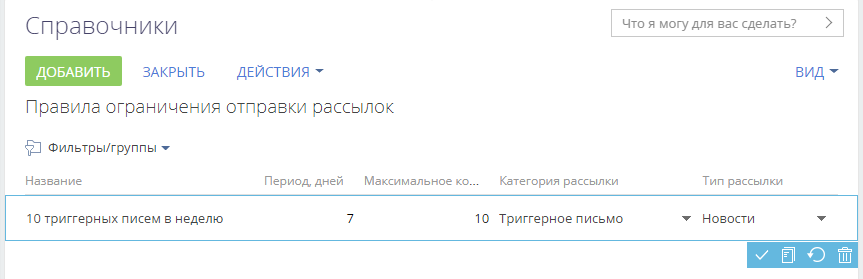 Справочники
Что я могу для вас сделать?
ДОБАВИТЬ ЗАКРЫТЬ ДЕЙСТВИЯ ВИД
Правила ограничения отправки рассылок
Фильтры/группы
Название Период, дней Максимальное ко... Категория рассылки Тип рассылки
10 триггерных писем в неделю 7 10 Триггерное письмо Новости